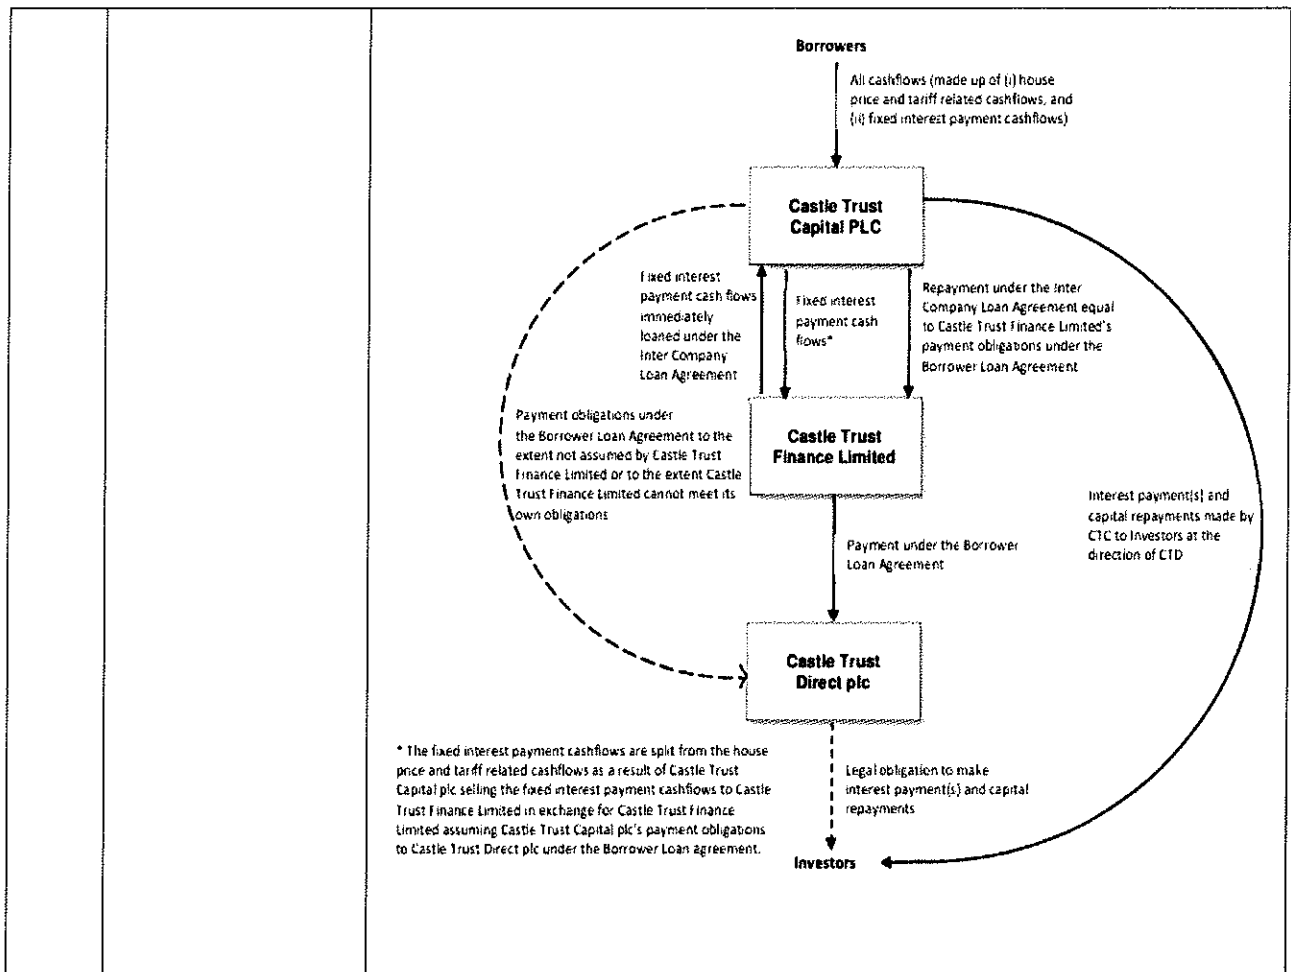 Borrowers
All cashflows (made up of (i) house
price and tariff related cashflows, and
(ii) fixed interest payment cashflows)
Castle Trust
Capital PLC
Fixed interest
payment cash flows
immediately
loaned under the
Inter Company
Loan Agreement
Fixed interest
payment cash
flows*
Repayment under the Inter
Company Loan Agreement equal
to Castle Trust Finance Limited's
payment obligations under the
Borrower Loan Agreement
Payment obligations under
the Borrower Loan Agreement to the
extent not assumed by Castle Trust
Finance Limited or to the extent Castle
Trust Finance Limited cannot meet its
own obligations
Castle Trust
Finance Limited
Interest payment(s) and
capital repayments made by
CTC to Investors at the
direction of CTD
Payment under the Borrower
Loan Agreement
Castle Trust
Direct plc
* The fixed interest payment cashflows are split from the house
price and tariff related cashflows as a result of Castle Trust
Capital plc selling the fixed interest payment cashflows to Castle
Trust Finance Limited in exchange for Castle Trust Finance
Limited assuming Castle Trust Capital plc's payment obligations
to Castle Trust Direct plc under the Borrower Loan agreement.
Legal obligation to make
interest payment(s) and capital
repayments
Investors